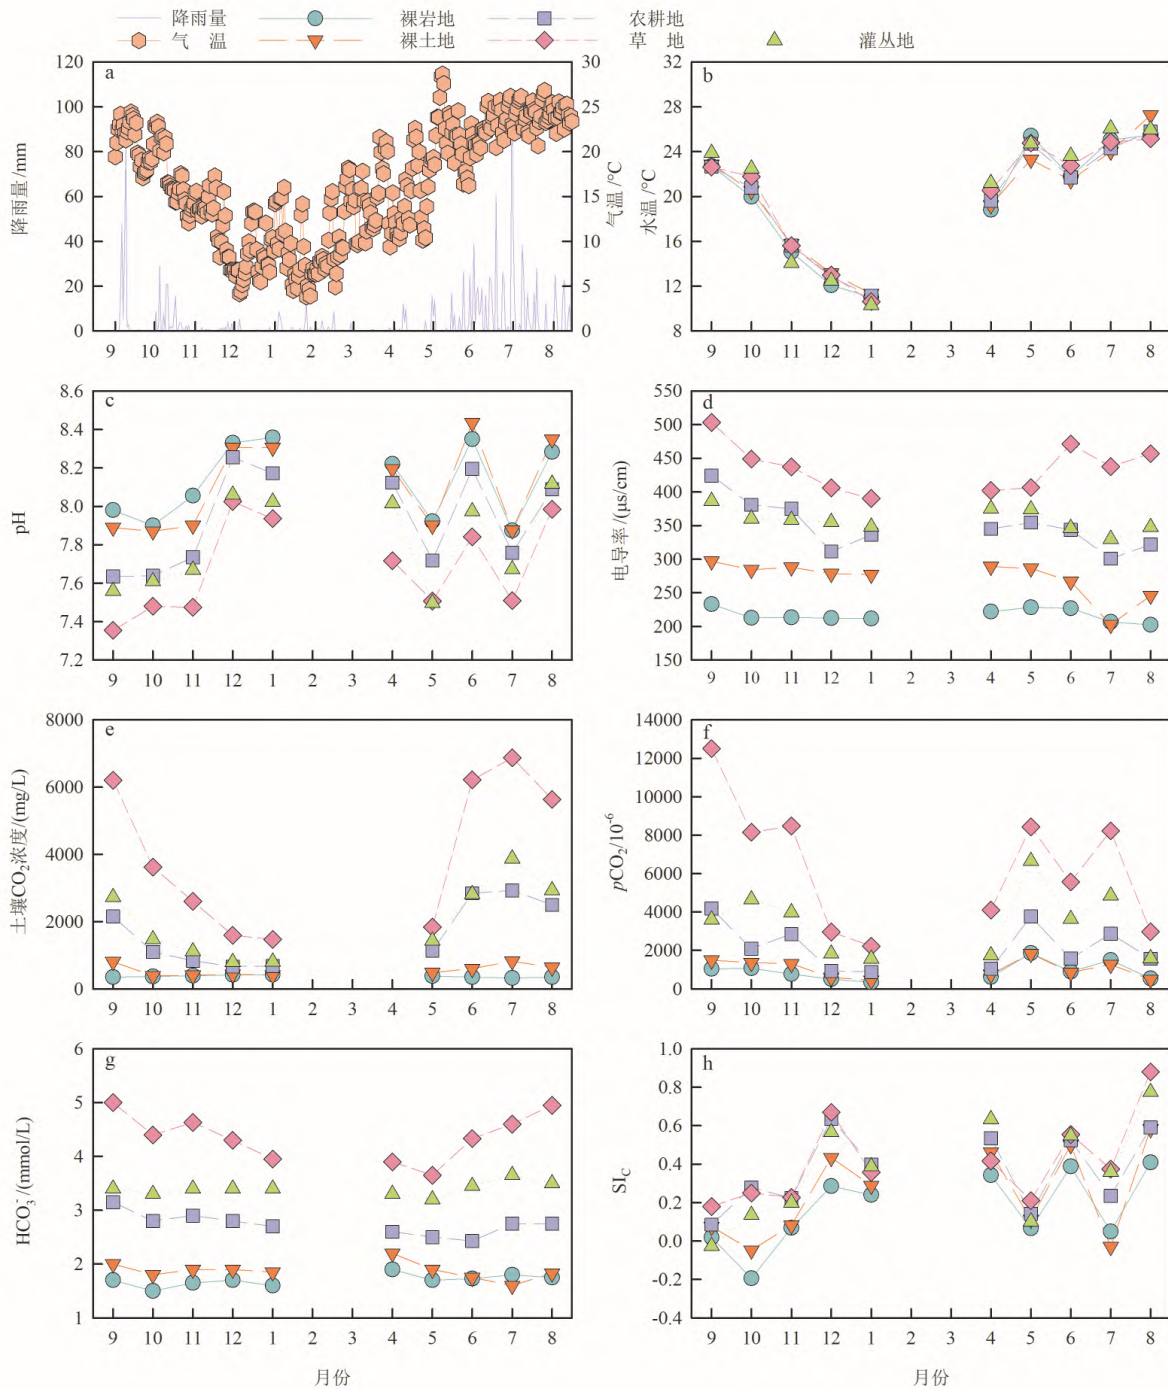 降雨量 裸岩地 农耕地
气 温 裸土地 草 地 灌丛地
a
降雨量/mm
120
100
80
60
40
20
0
气温/°C
30
25
20
15
10
5
0
9 10 11 12 1 2 3 4 5 6 7 8
b
水温/°C
28
24
20
16
12
8
9 10 11 12 1 2 3 4 5 6 7 8
c
pH
8.6
8.4
8.2
8.0
7.8
7.6
7.4
7.2
9 10 11 12 1 2 3 4 5 6 7 8
d
电导率/(μs/cm)
550
500
450
400
350
300
250
200
150
9 10 11 12 1 2 3 4 5 6 7 8
e
土壤CO₂浓度/(mg/L)
8000
6000
4000
2000
0
9 10 11 12 1 2 3 4 5 6 7 8
f
pCO₂/10⁻⁶
14000
12000
10000
8000
6000
4000
2000
0
9 10 11 12 1 2 3 4 5 6 7 8
g
HCO₃⁻/(mmol/L)
6
5
4
3
2
1
9 10 11 12 1 2 3 4 5 6 7 8
月份
h
SI_C
1.0
0.8
0.6
0.4
0.2
0.0
-0.2
-0.4
9 10 11 12 1 2 3 4 5 6 7 8
月份